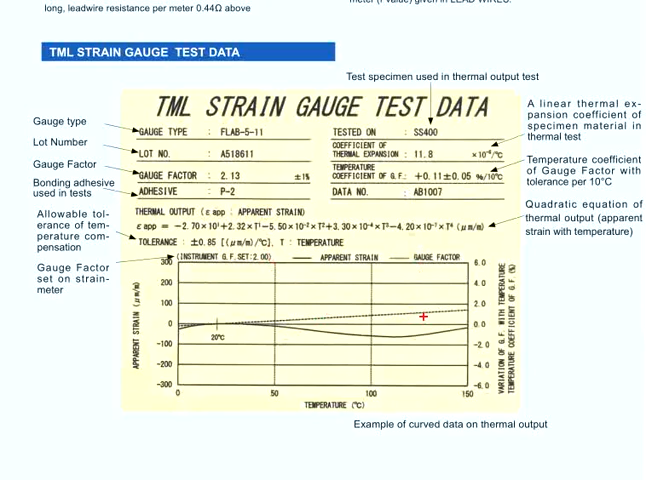 long, leadwire resistance per meter 0.44Ω above
meter (l value) given in LEAD WIRES.
TML STRAIN GAUGE TEST DATA
Test specimen used in thermal output test
TML STRAIN GAUGE TEST DATA
Gauge type
GAUGE TYPE : FLAB-5-11
TESTED ON : SS400
A linear thermal ex-
pansion coefficient of
specimen material in
thermal test
Lot Number
LOT NO. : A518611
COEFFICIENT OF
THERMAL EXPANSION : 11.8 ×10⁻⁶/℃
Gauge Factor
GAUGE FACTOR : 2.13 ±1%
TEMPERATURE
COEFFICIENT OF G.F.: +0.11±0.05 %/10℃
Temperature coefficient
of Gauge Factor with
tolerance per 10°C
Bonding adhesive
used in tests
ADHESIVE : P-2
DATA NO. : AB1007
Allowable tol-
erance of tem-
perature com-
pensation
THERMAL OUTPUT (ε app : APPARENT STRAIN)
ε app = −2.70×10¹+2.32×T¹−5.50×10⁻²×T²+3.30×10⁻⁴×T³−4.20×10⁻⁷×T⁴ (μm/m)
TOLERANCE : ±0.85 [(μm/m)/℃], T : TEMPERATURE
Quadratic equation of
thermal output (apparent
strain with temperature)
Gauge Factor
set on strain-
meter
(INSTRUMENT G.F.SET:2.00)
APPARENT STRAIN
GAUGE FACTOR
APPARENT STRAIN (μm/m)
300
200
100
0
-100
-200
-300
20℃
6.0
4.0
2.0
0.0
-2.0
-4.0
-6.0
VARIATION OF G.F. WITH TEMPERATURE
TEMPERATURE COEFFICIENT OF G.F. (%)
0
50
100
150
TEMPERATURE (℃)
Example of curved data on thermal output